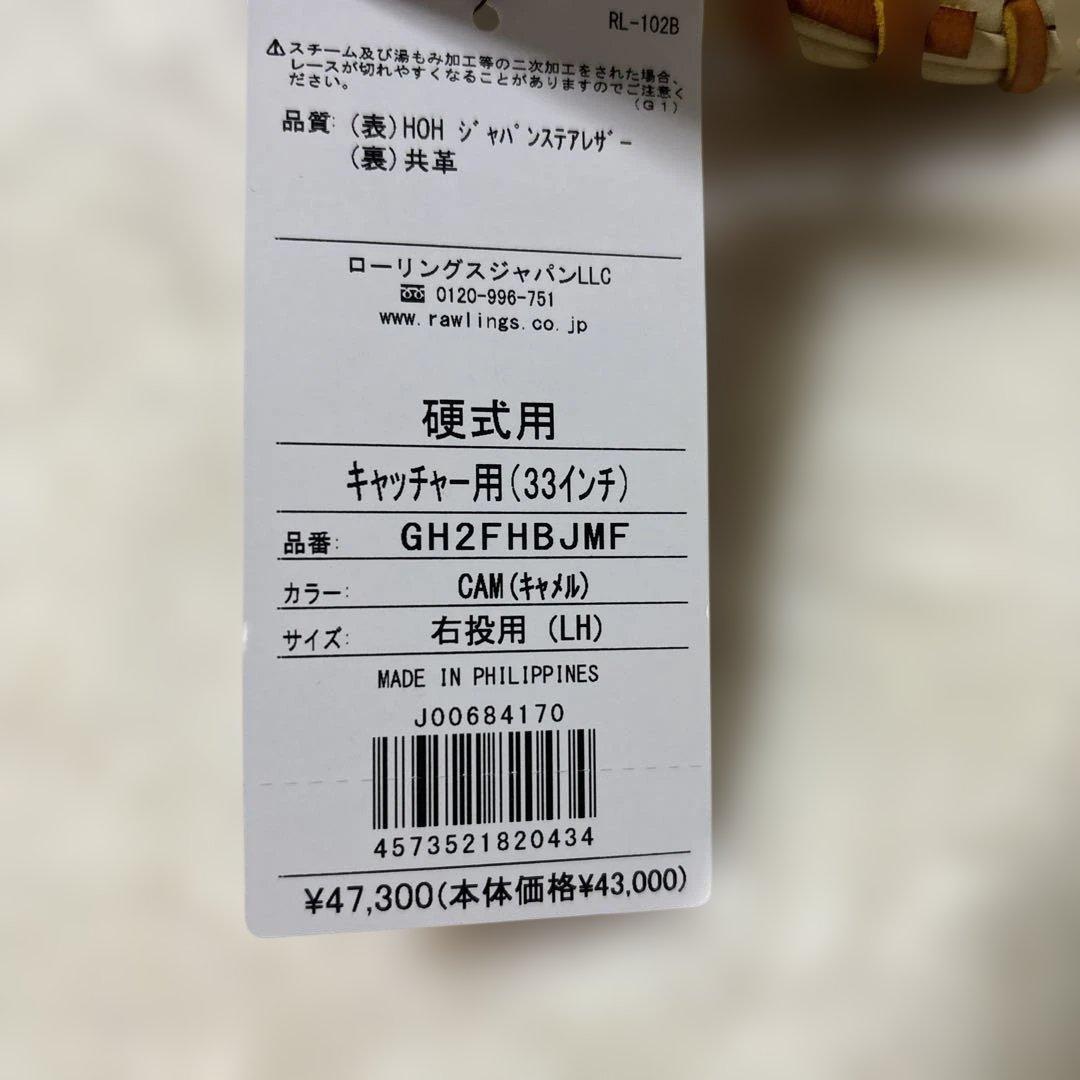 RL-102B
⚠スチーム及び湯もみ加工等の二次加工をされた場合、
レースが切れやすくなることがありますのでご注意く
ださい。
(G1)
品質: (表)HOH ジャパンステアレザー
(裏)共革
ローリングスジャパンLLC
0120-996-751
www.rawlings.co.jp
硬式用
キャッチャー用(33インチ)
品番: GH2FHBJMF
カラー: CAM(キャメル)
サイズ: 右投用 (LH)
MADE IN PHILIPPINES
J00684170
4573521820434
¥47,300(本体価格¥43,000)